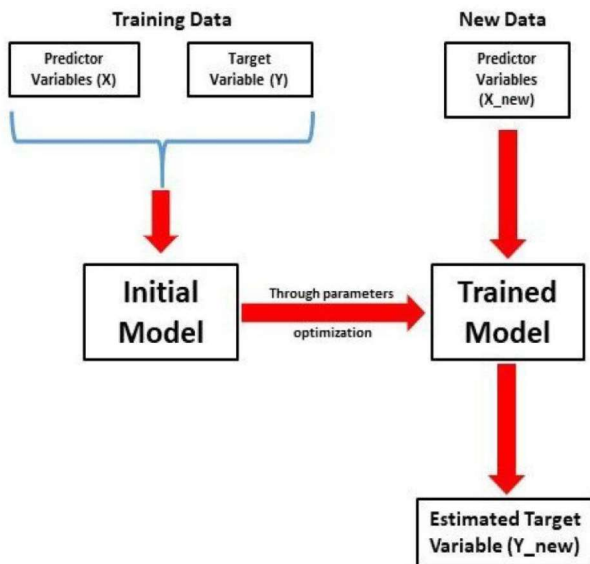 Training Data
Predictor
Variables (X)
Target
Variable (Y)
New Data
Predictor
Variables
(X_new)
Initial
Model
Through parameters
optimization
Trained
Model
Estimated Target
Variable (Y_new)